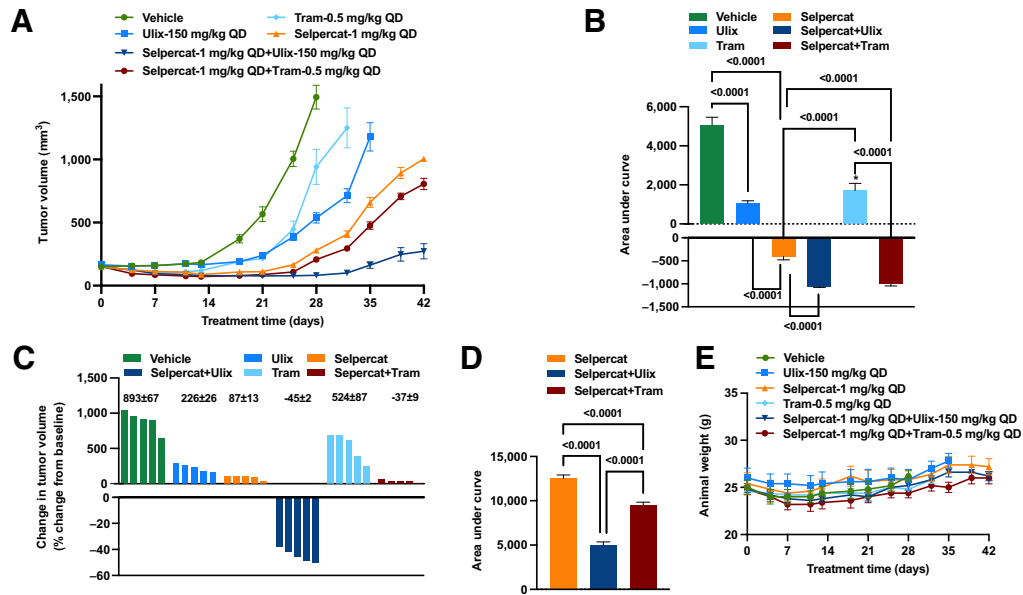 A
Vehicle
Tram-0.5 mg/kg QD
Ulix-150 mg/kg QD
Selpercat-1 mg/kg QD
Selpercat-1 mg/kg QD+Ulix-150 mg/kg QD
Selpercat-1 mg/kg QD+Tram-0.5 mg/kg QD
Tumor volume (mm³)
1,500
1,000
500
0
0 7 14 21 28 35 42
Treatment time (days)
B
Vehicle
Selpercat
Ulix
Selpercat+Ulix
Tram
Selpercat+Tram
<0.0001
<0.0001
<0.0001
<0.0001
<0.0001
*
<0.0001
<0.0001
Area under curve
6,000
4,000
2,000
0
0
−500
−1,000
−1,500
C
Vehicle
Ulix
Selpercat
Selpercat+Ulix
Tram
Sepercat+Tram
Change in tumor volume
(% change from baseline)
1,500
1,000
500
0
0
−20
−40
−60
893±67 226±26 87±13 -45±2 524±87 -37±9
D
Selpercat
Selpercat+Ulix
Selpercat+Tram
<0.0001
<0.0001
<0.0001
Area under curve
15,000
10,000
5,000
0
E
Vehicle
Ulix-150 mg/kg QD
Selpercat-1 mg/kg QD
Tram-0.5 mg/kg QD
Selpercat-1 mg/kg QD+Ulix-150 mg/kg QD
Selpercat-1 mg/kg QD+Tram-0.5 mg/kg QD
Animal weight (g)
35
30
25
20
0 7 14 21 28 35 42
Treatment time (days)